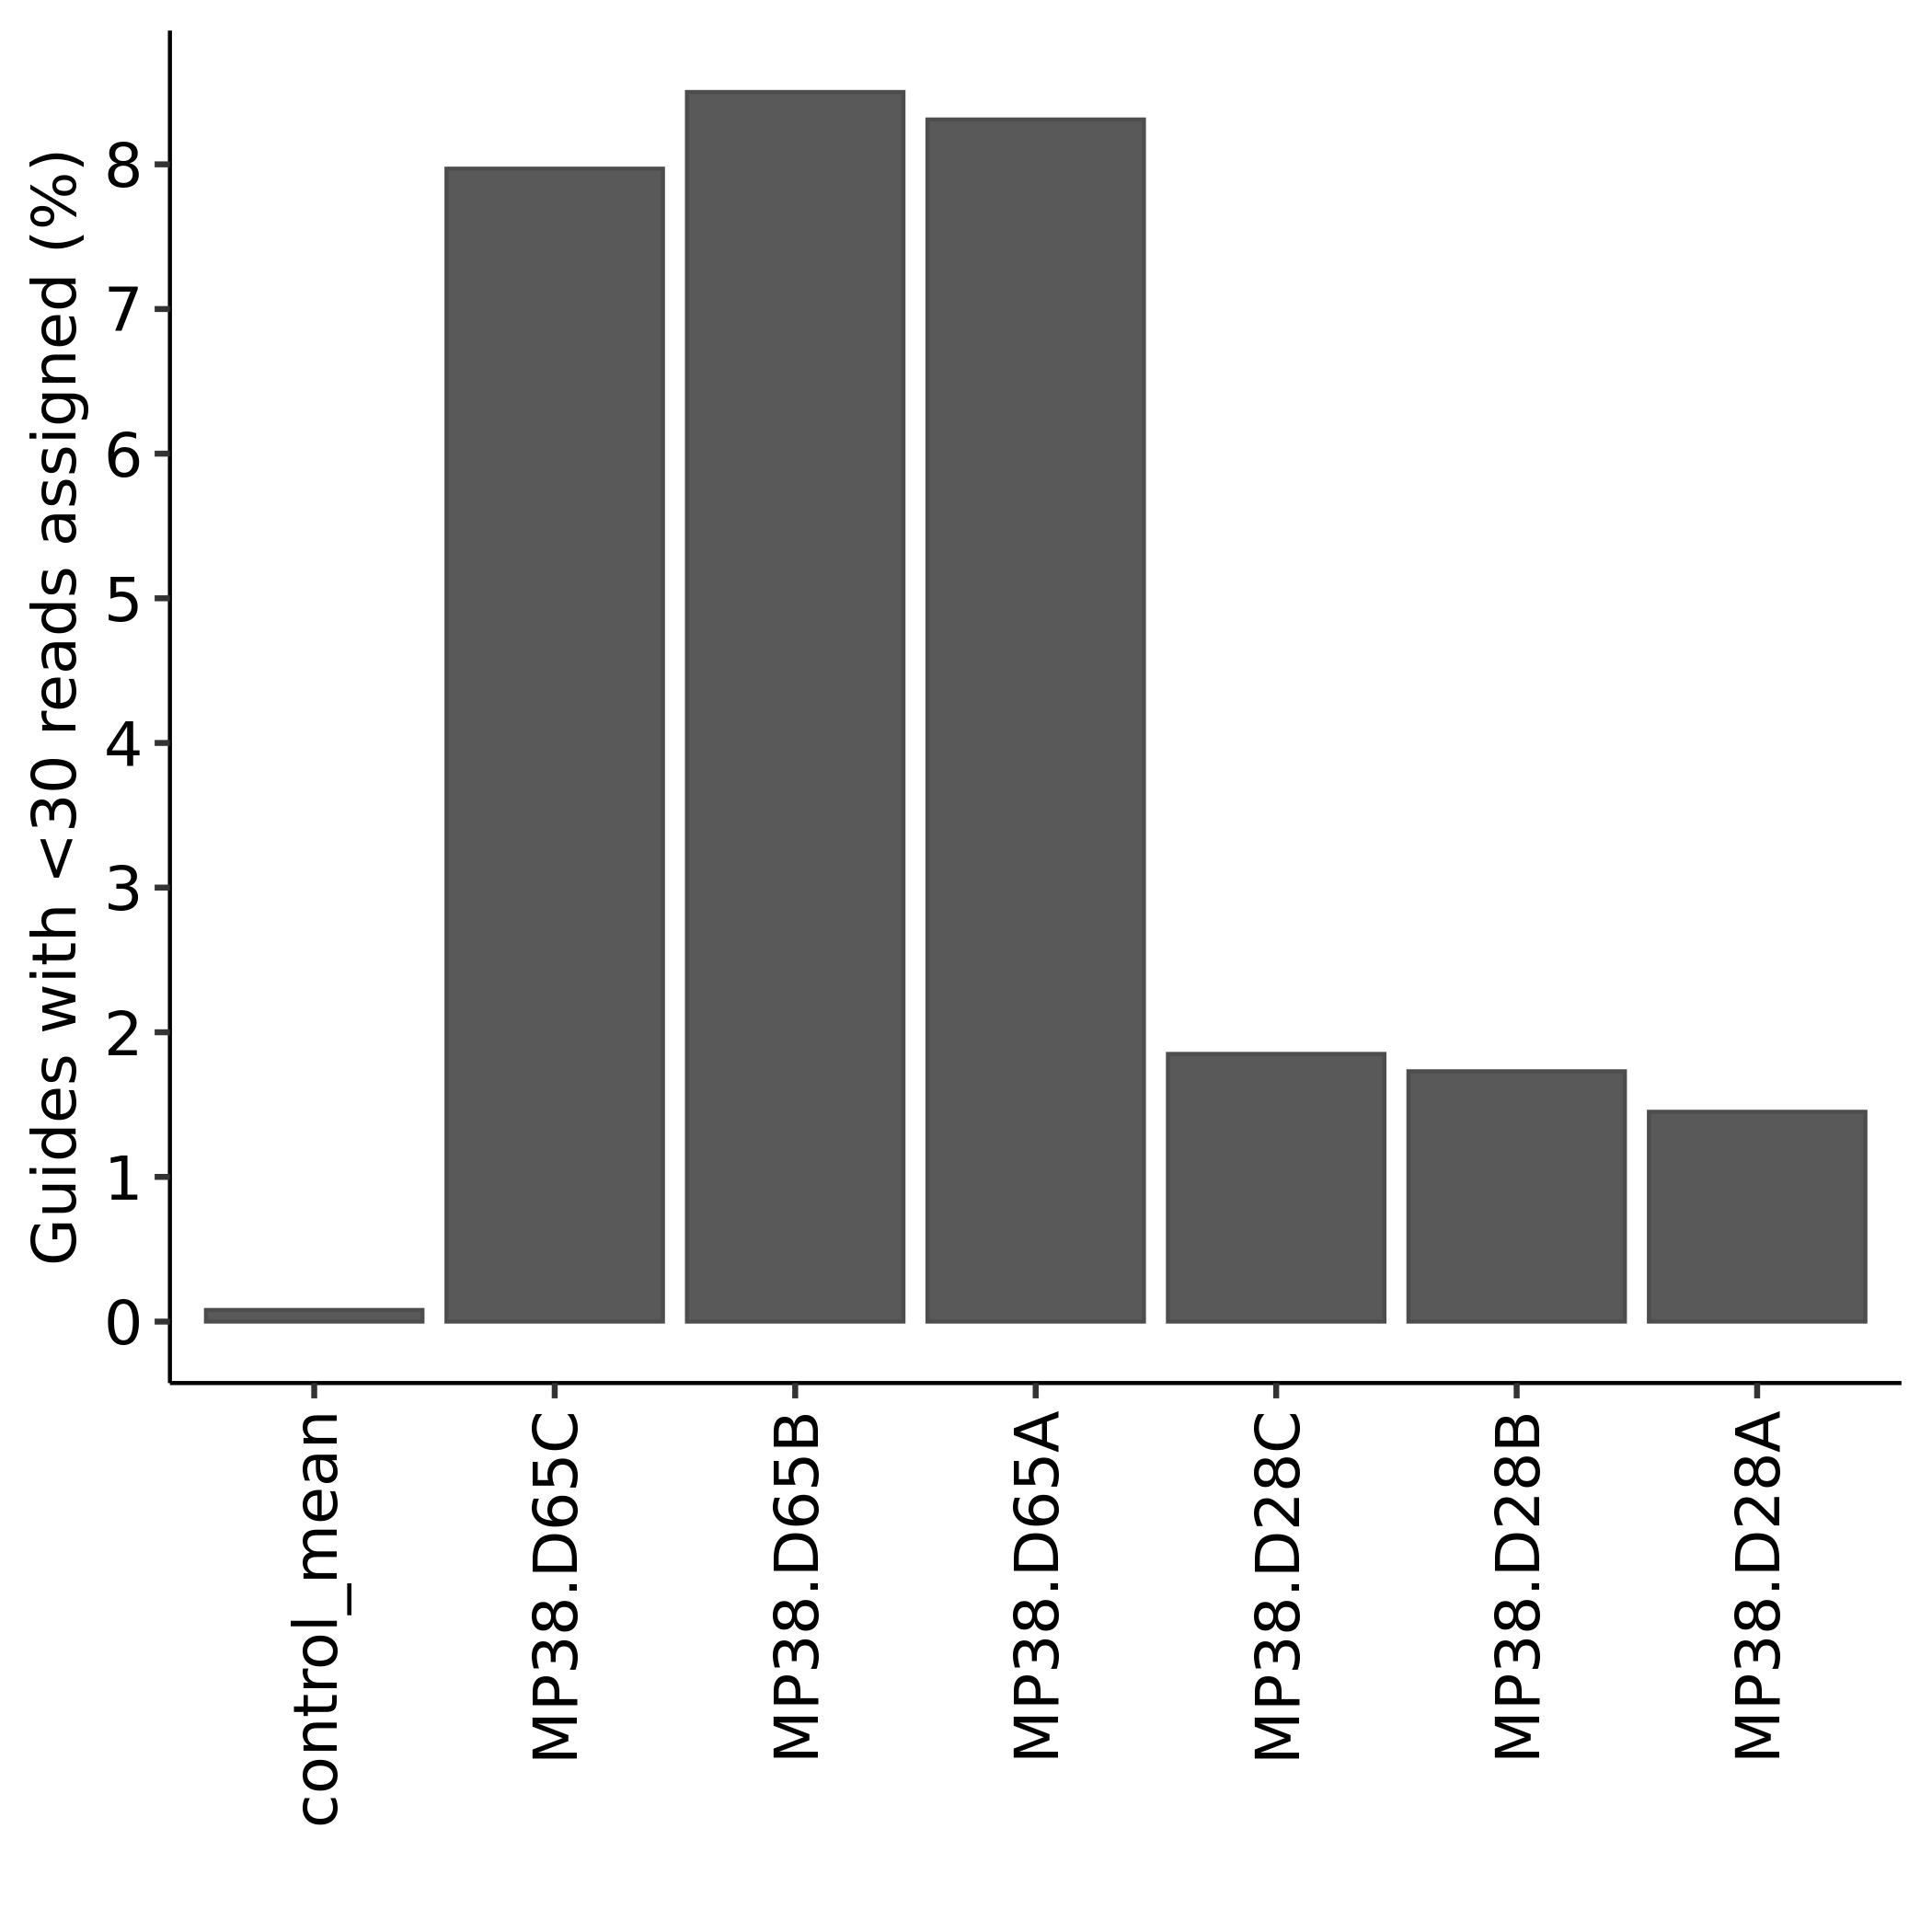 Guides with <30 reads assigned (%)
8
7
6
5
4
3
2
1
0
control_mean
MP38.D65C
MP38.D65B
MP38.D65A
MP38.D28C
MP38.D28B
MP38.D28A